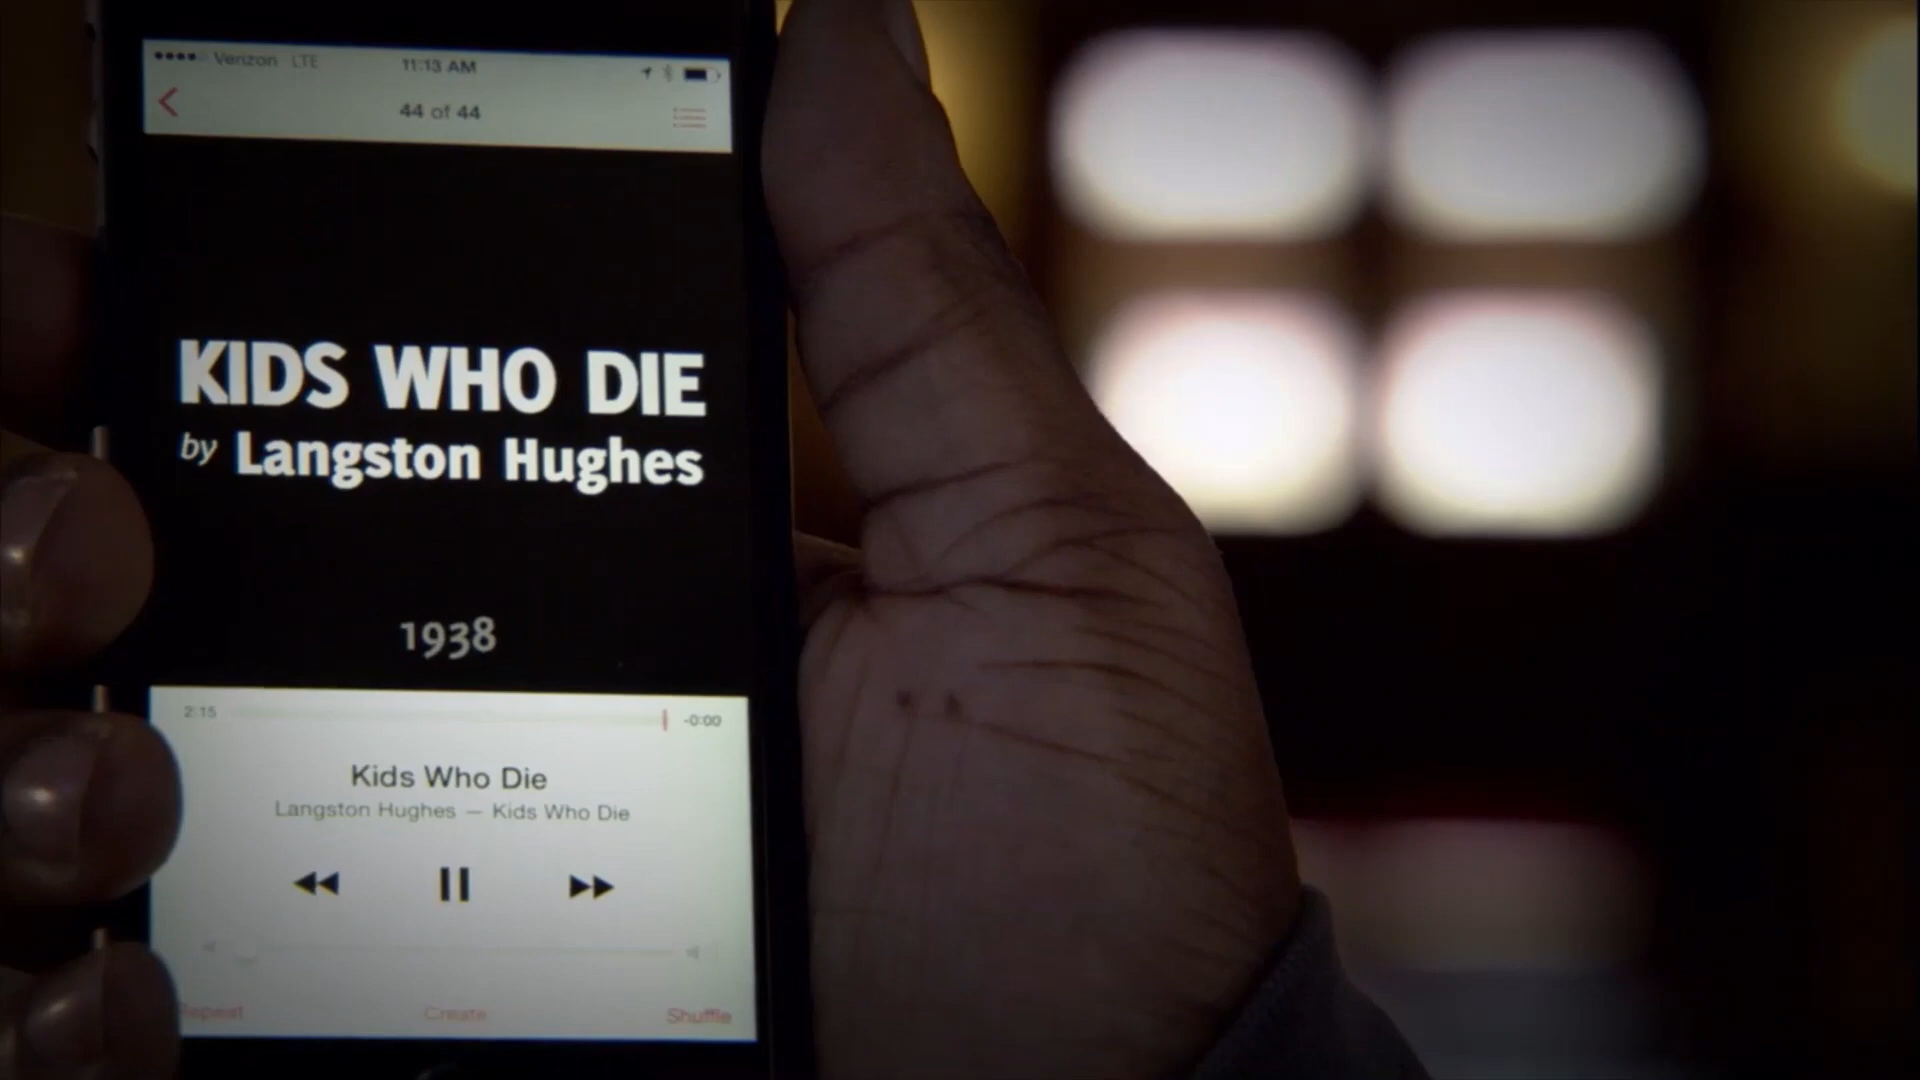 Verizon LTE 11:13 AM
44 of 44
KIDS WHO DIE
by Langston Hughes
1938
2:15 -0:00
Kids Who Die
Langston Hughes — Kids Who Die
Repeat Create Shuffle